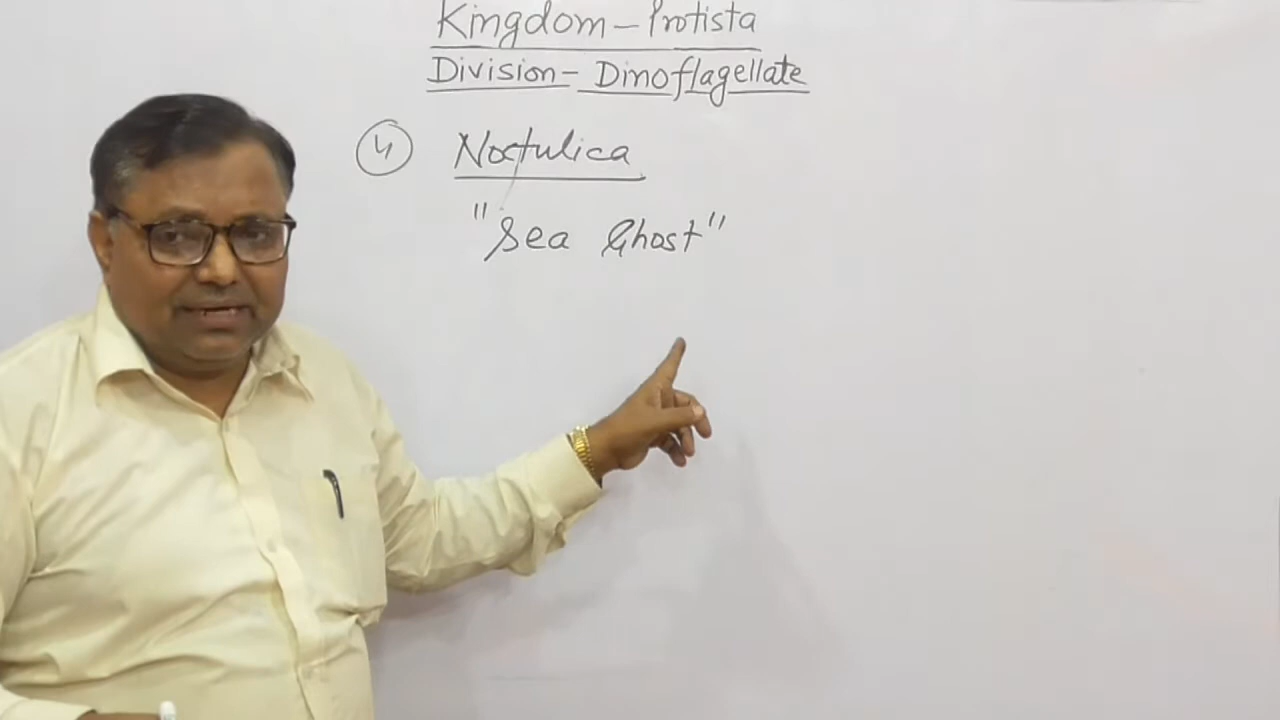 Kingdom - Protista
Division - Dinoflagellate
4 Noctulica
"Sea Ghost"